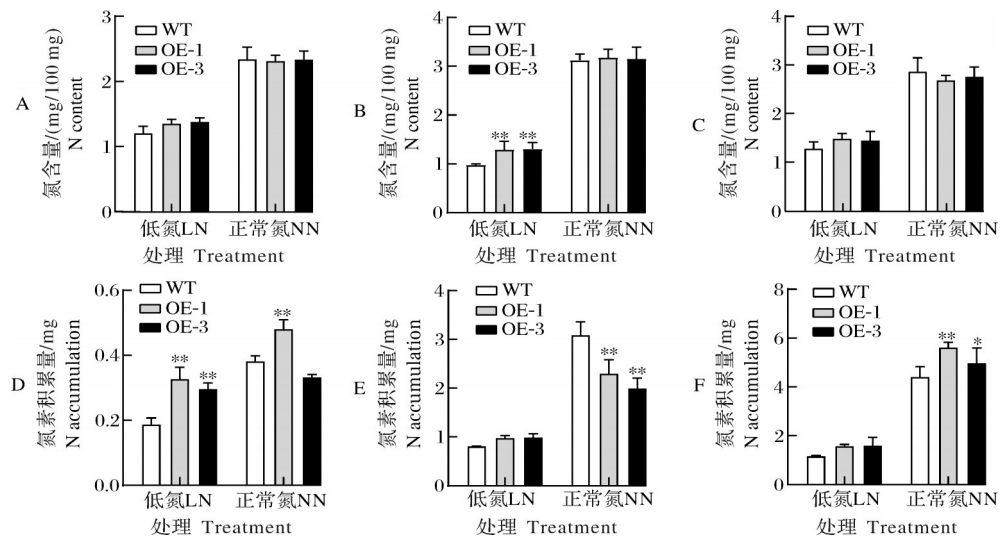 A
氮含量/(mg/100 mg)
N content
3
2
1
0
WT
OE-1
OE-3
低氮LN
正常氮NN
处理 Treatment
B
氮含量/(mg/100 mg)
N content
4
3
2
1
0
WT
OE-1
OE-3
**
**
低氮LN
正常氮NN
处理 Treatment
C
氮含量/(mg/100 mg)
N content
4
3
2
1
0
WT
OE-1
OE-3
低氮LN
正常氮NN
处理 Treatment
D
氮素积累量/mg
N accumulation
0.6
0.4
0.2
0.0
WT
OE-1
OE-3
**
**
**
低氮LN
正常氮NN
处理 Treatment
E
氮素积累量/mg
N accumulation
4
3
2
1
0
WT
OE-1
OE-3
**
**
低氮LN
正常氮NN
处理 Treatment
F
氮素积累量/mg
N accumulation
8
6
4
2
0
WT
OE-1
OE-3
**
*
低氮LN
正常氮NN
处理 Treatment